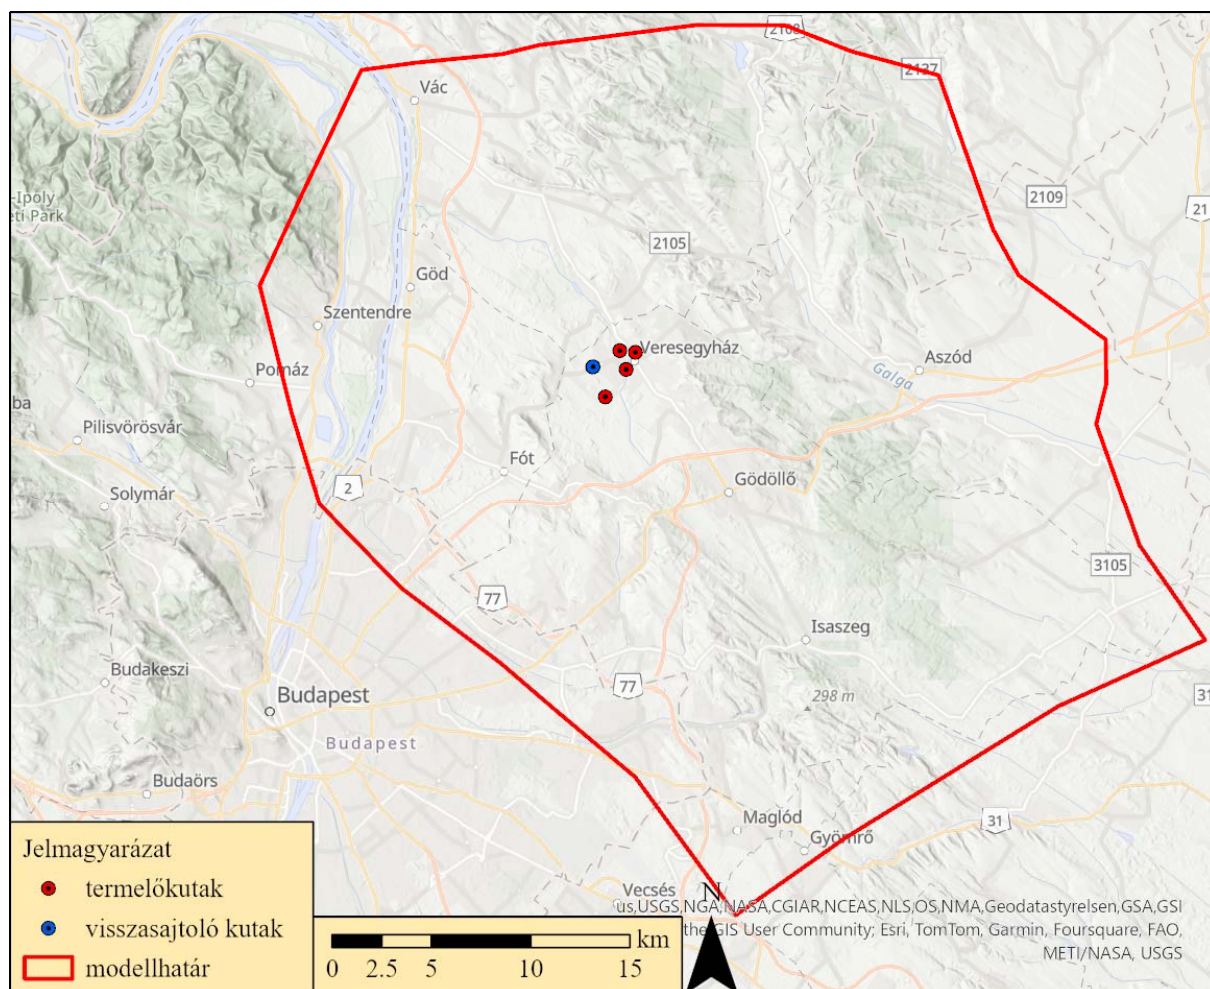 2108
2137
Vác
-Ipoly
eti Park
2109
21
2105
Göd
Szentendre
Veresegyház
Aszód
Pomáz
Galga
ba
Pilisvörösvár
Fót
Gödöllő
2
Solymár
3105
77
Isaszeg
Budakeszi
77
298 m
31
Budapest
Budapest
Budaörs
Maglód
31
Gyömrő
Vecsés
N
us,USGS,NGA,NASA,CGIAR,NCEAS,NLS,OS,NMA,Geodatastyrelsen,GSA,GSI
the GIS User Community; Esri, TomTom, Garmin, Foursquare, FAO,
METI/NASA, USGS
Jelmagyarázat
termelőkutak
visszasajtoló kutak
modellhatár
km
0 2.5 5 10 15